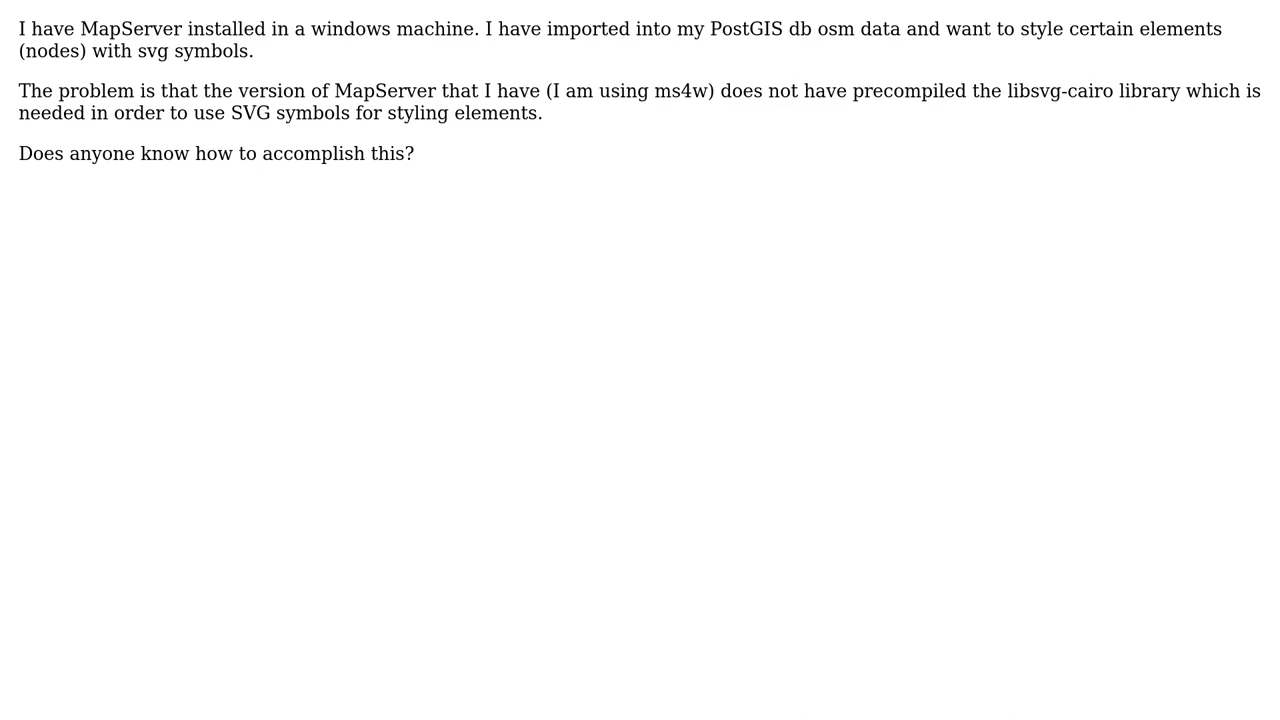 I have MapServer installed in a windows machine. I have imported into my PostGIS db osm data and want to style certain elements
(nodes) with svg symbols.
The problem is that the version of MapServer that I have (I am using ms4w) does not have precompiled the libsvg-cairo library which is
needed in order to use SVG symbols for styling elements.
Does anyone know how to accomplish this?